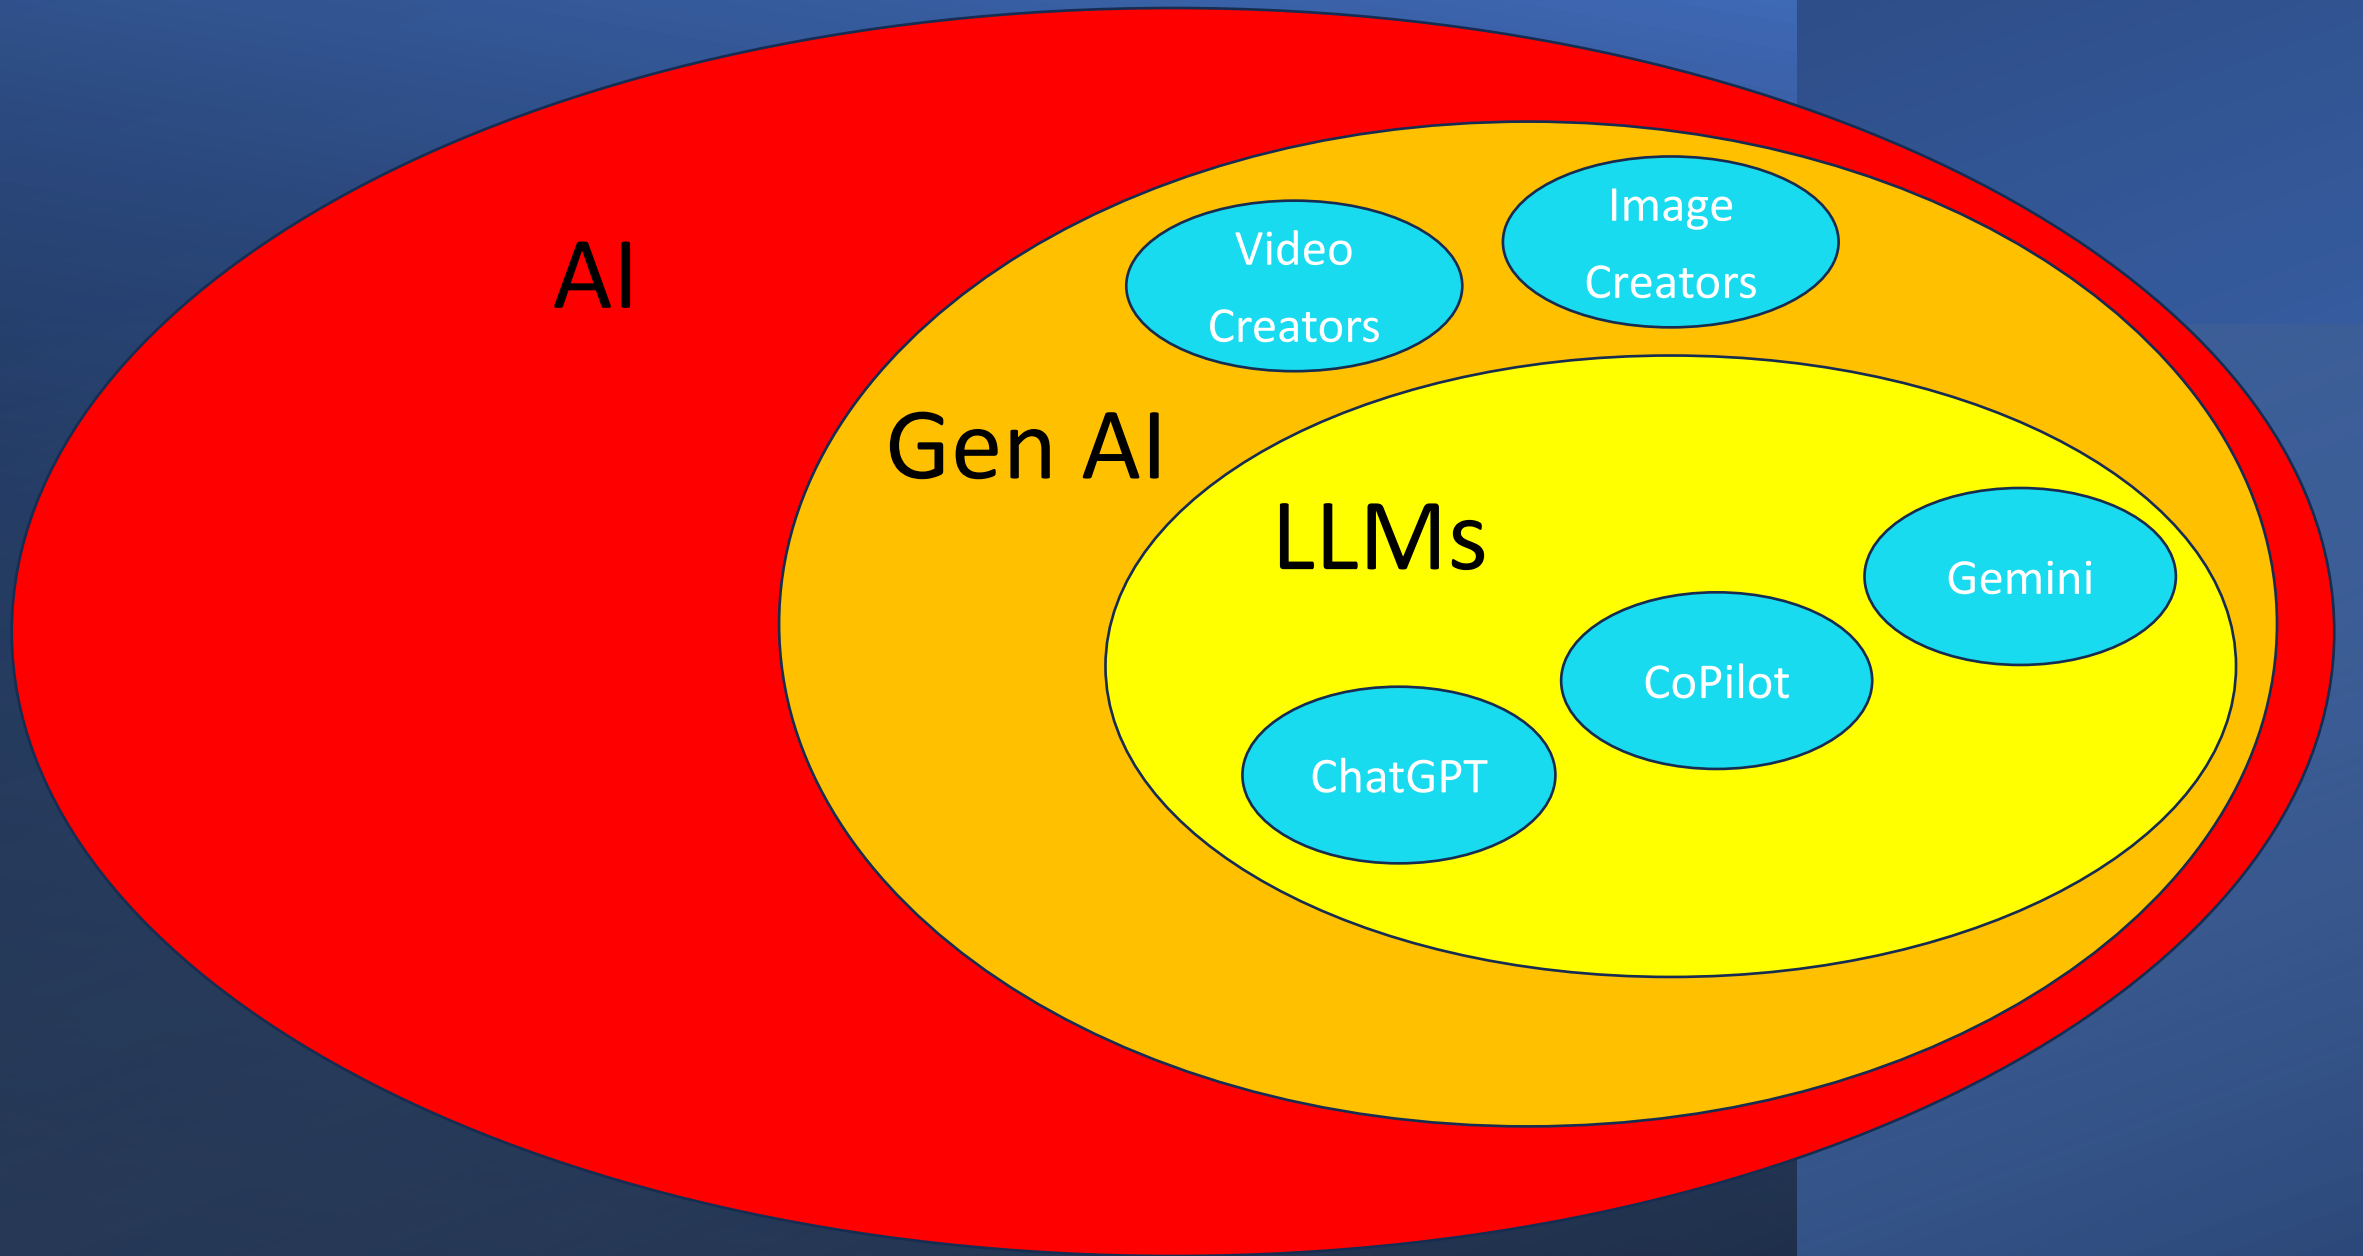 AI
Video
Creators
Image
Creators
Gen AI
LLMs
Gemini
CoPilot
ChatGPT